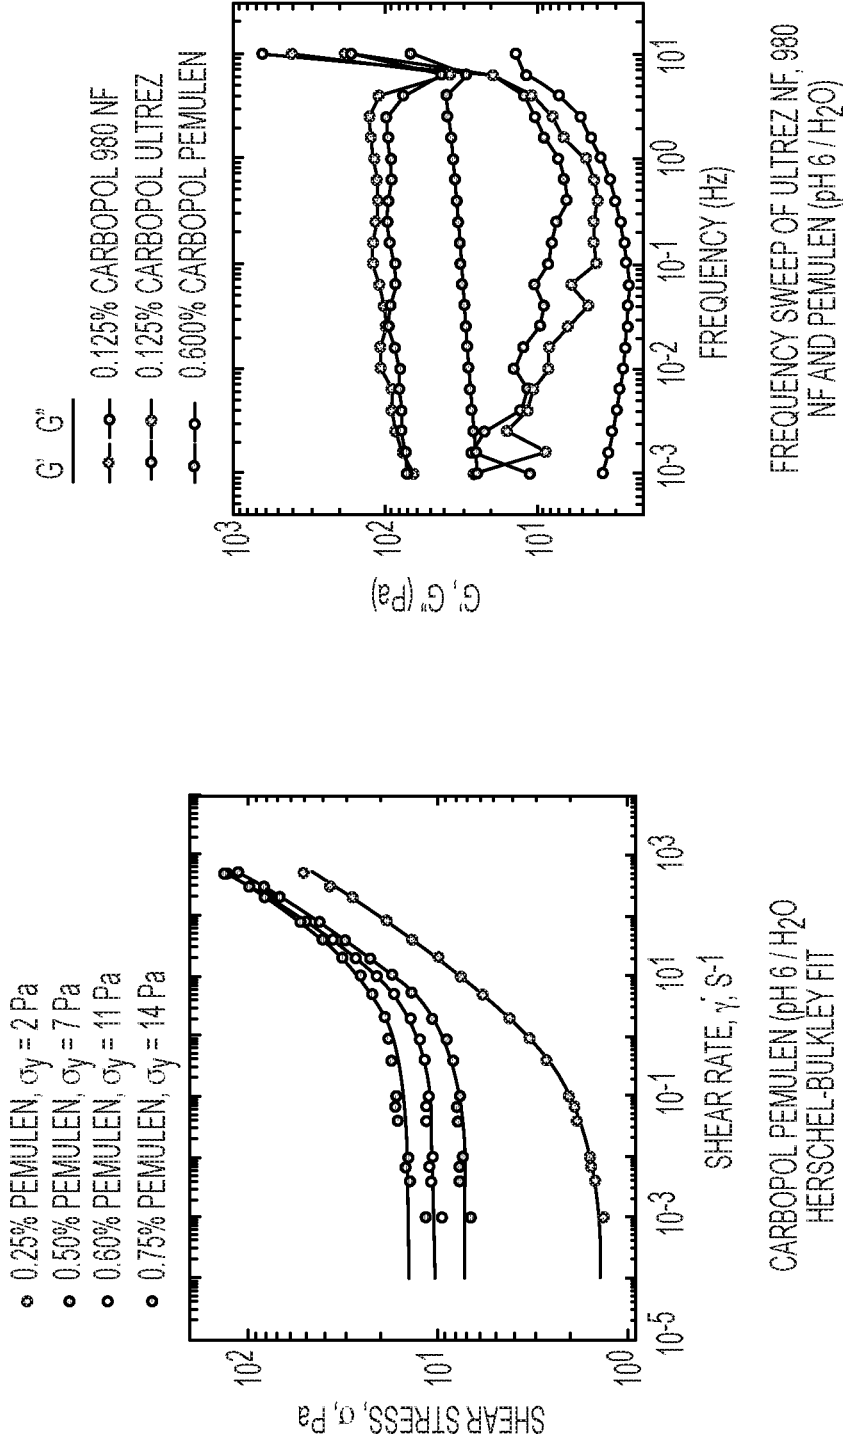 0.25% PEMULEN, σy = 2 Pa
0.50% PEMULEN, σy = 7 Pa
0.60% PEMULEN, σy = 11 Pa
0.75% PEMULEN, σy = 14 Pa
SHEAR STRESS, σ, Pa
10²
10¹
10⁰
10-5
10-3
10-1
10¹
10³
SHEAR RATE, γ̇, S-1
CARBOPOL PEMULEN (pH 6 / H₂O
HERSCHEL-BULKLEY FIT
G' G"
0.125% CARBOPOL 980 NF
0.125% CARBOPOL ULTREZ
0.600% CARBOPOL PEMULEN
G', G" (Pa)
10³
10²
10¹
10-3
10-2
10-1
10⁰
10¹
FREQUENCY (Hz)
FREQUENCY SWEEP OF ULTREZ NF, 980
NF AND PEMULEN (pH 6 / H₂O)